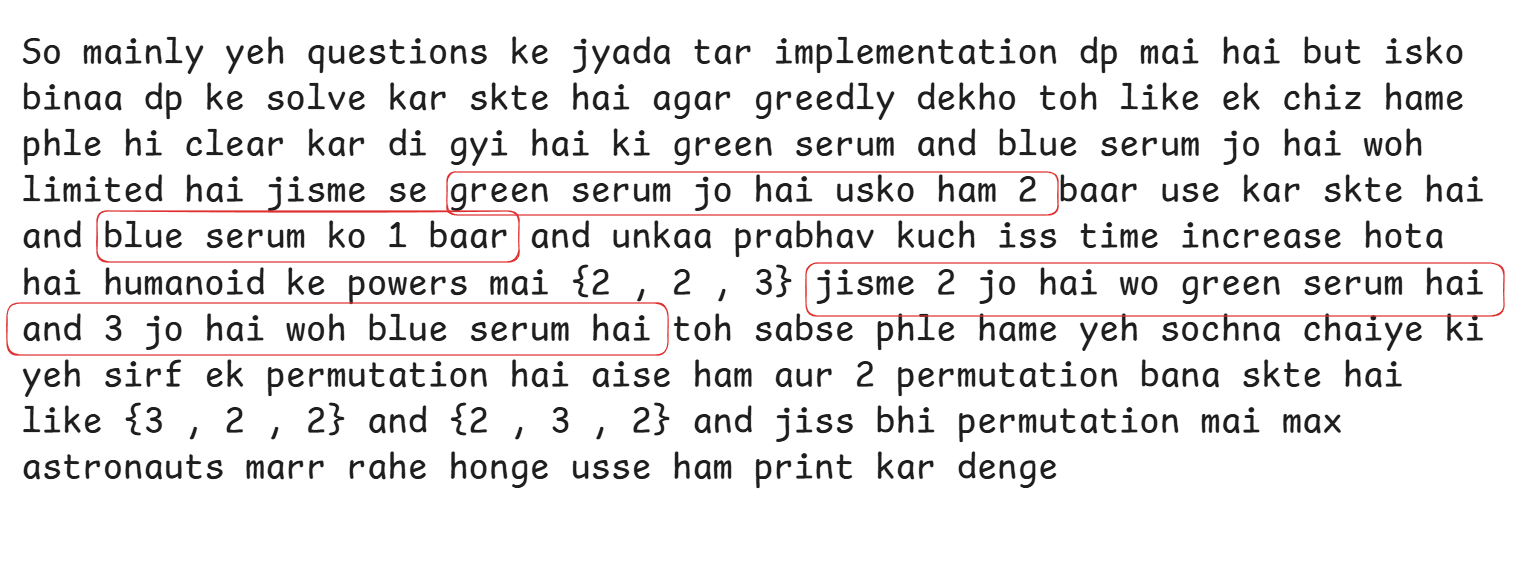 So mainly yeh questions ke jyada tar implementation dp mai hai but isko
binaa dp ke solve kar skte hai agar greedly dekho toh like ek chiz hame
phle hi clear kar di gyi hai ki green serum and blue serum jo hai woh
limited hai jisme se green serum jo hai usko ham 2 baar use kar skte hai
and blue serum ko 1 baar and unkaa prabhav kuch iss time increase hota
hai humanoid ke powers mai {2 , 2 , 3} jisme 2 jo hai wo green serum hai
and 3 jo hai woh blue serum hai toh sabse phle hame yeh sochna chaiye ki
yeh sirf ek permutation hai aise ham aur 2 permutation bana skte hai
like {3 , 2 , 2} and {2 , 3 , 2} and jiss bhi permutation mai max
astronauts marr rahe honge usse ham print kar denge